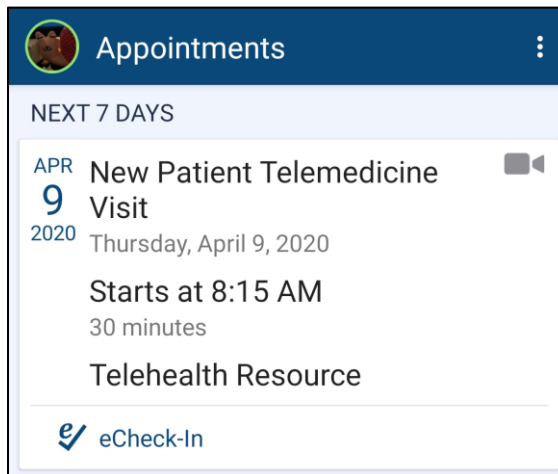 Appointments
NEXT 7 DAYS
APR
9
2020
New Patient Telemedicine
Visit
Thursday, April 9, 2020
Starts at 8:15 AM
30 minutes
Telehealth Resource
eCheck-In